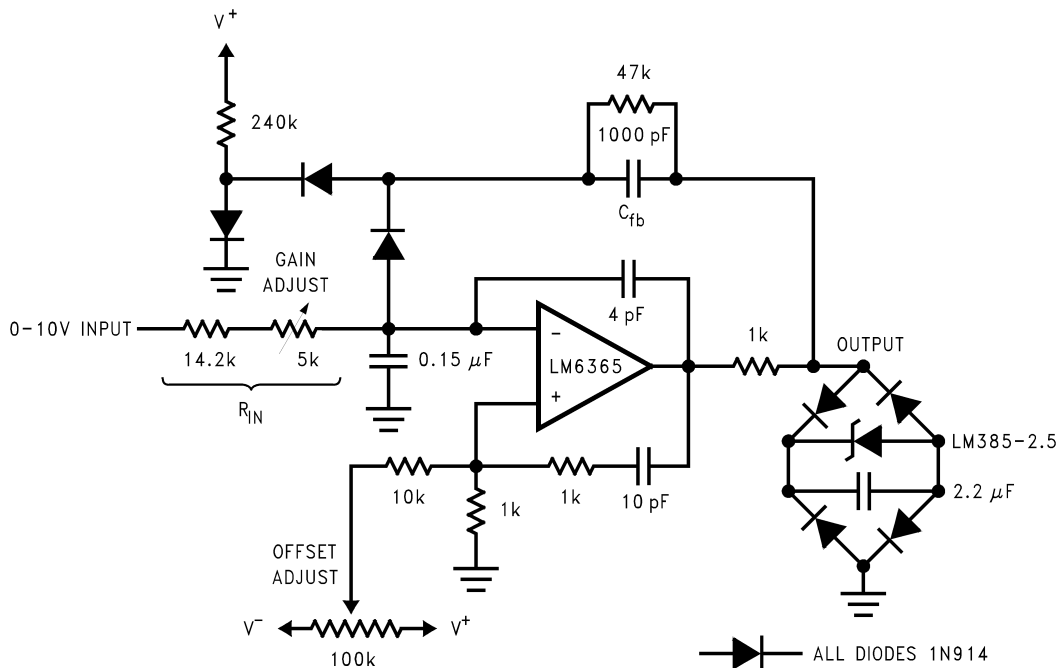 V+
47k
240k
1000 pF
Cfb
GAIN
ADJUST
4 pF
0-10V INPUT
14.2k
5k
0.15 μF
−
LM6365
+
1k
OUTPUT
RIN
LM385-2.5
10k
1k
1k
10 pF
2.2 μF
OFFSET
ADJUST
V−
V+
100k
ALL DIODES 1N914